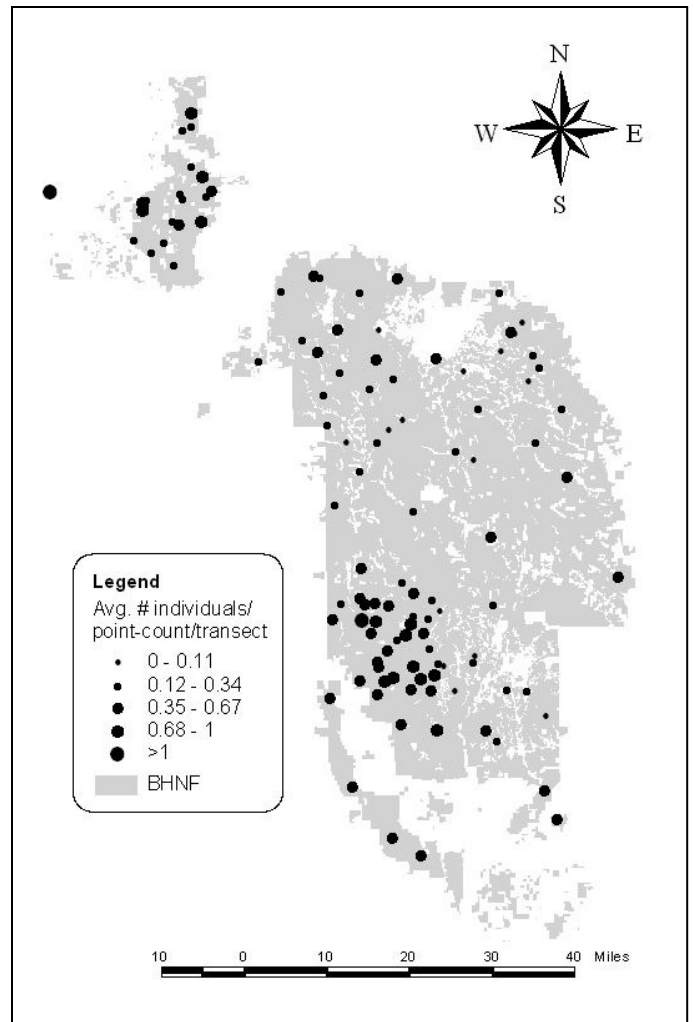 N
W E
S
Legend
Avg. # individuals/
point-count/transect
0 - 0.11
0.12 - 0.34
0.35 - 0.67
0.68 - 1
>1
BHNF
10 0 10 20 30 40 Miles